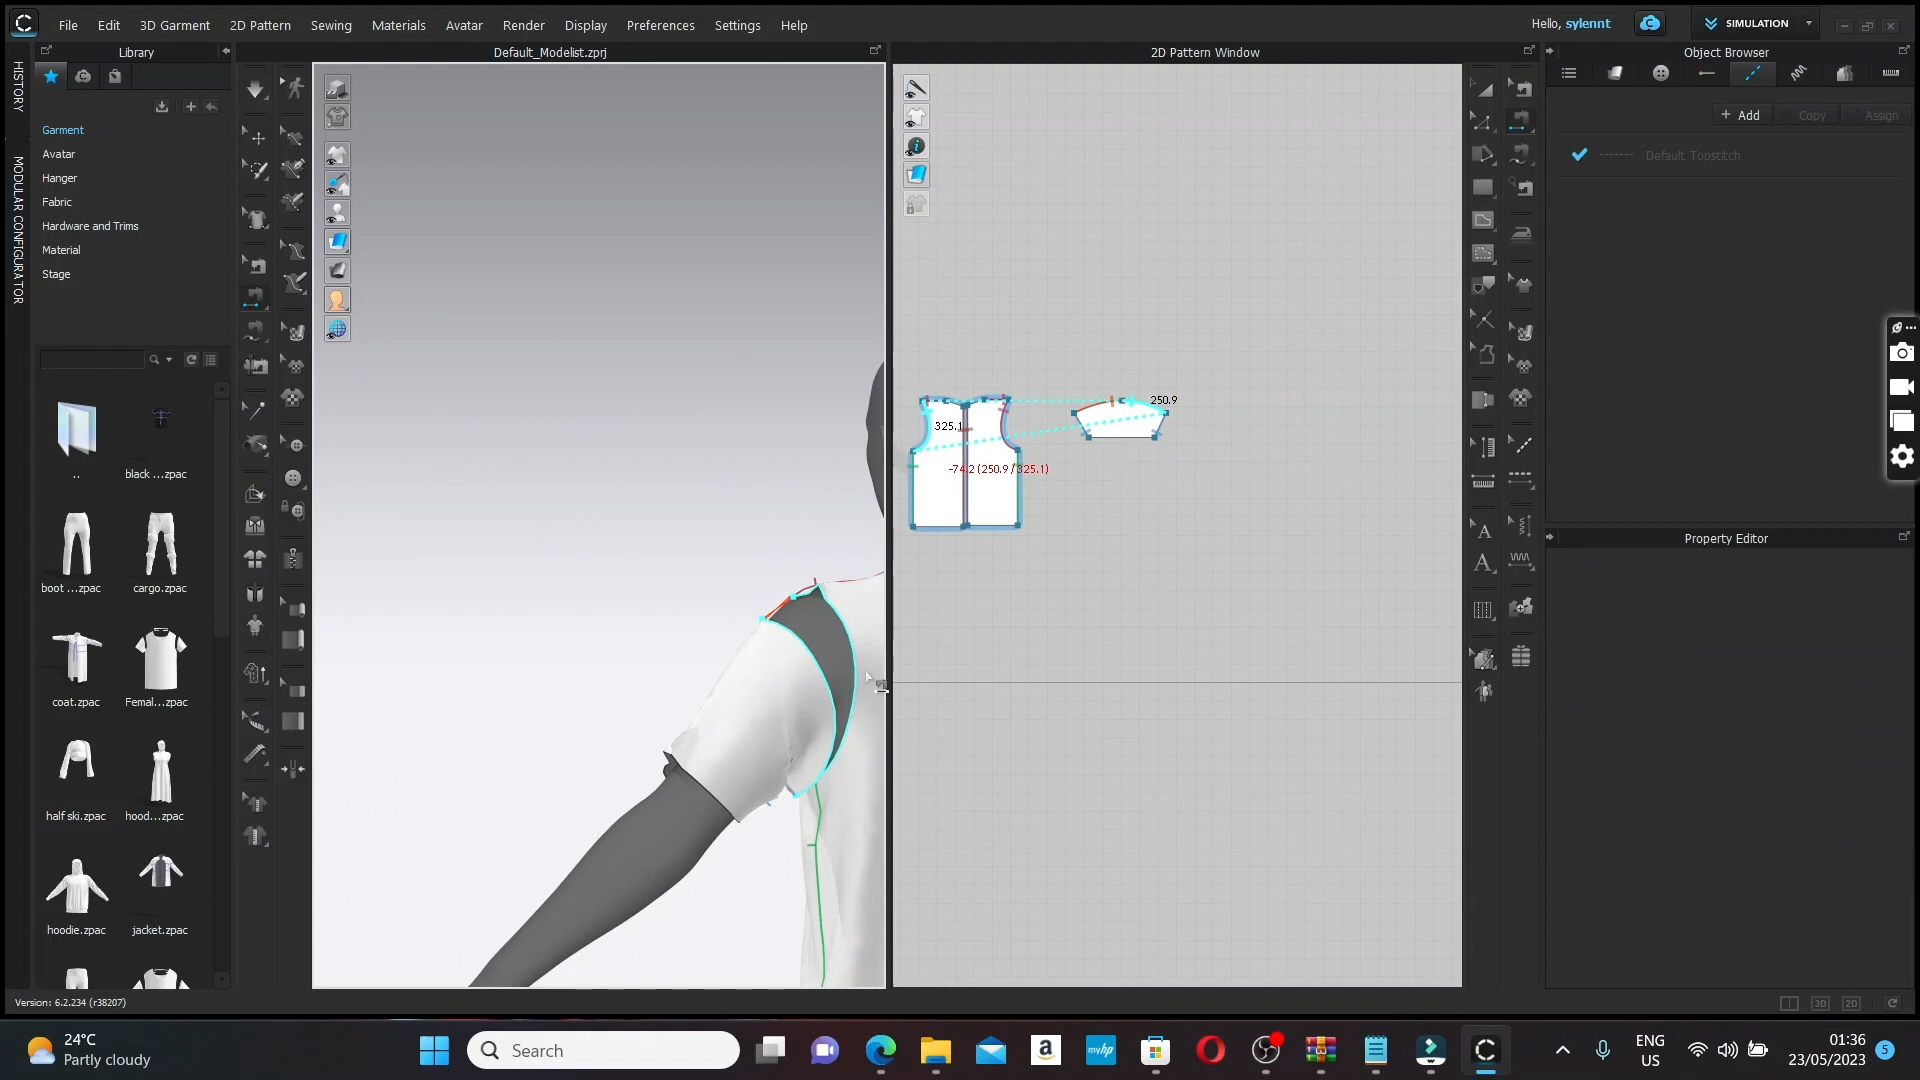 File Edit 3D Garment 2D Pattern Sewing Materials Avatar Render Display Preferences Settings Help
Hello, sylennt
SIMULATION
HISTORY
MODULAR CONFIGURATOR
Library
Default_Modelist.zprj
2D Pattern Window
Object Browser
+ Add
Copy
Assign
Default Topstitch
Garment
Avatar
Hanger
Fabric
Hardware and Trims
Material
Stage
..
black ...zpac
boot ...zpac
cargo.zpac
coat.zpac
Femal...zpac
half ski.zpac
hood...zpac
hoodie.zpac
jacket.zpac
250.9
325.1
-74.2 (250.9 / 325.1)
Property Editor
Version: 6.2.234 (r38207)
3D
2D
24°C
Partly cloudy
Search
a
myhp
ENG
US
01:36
23/05/2023
5